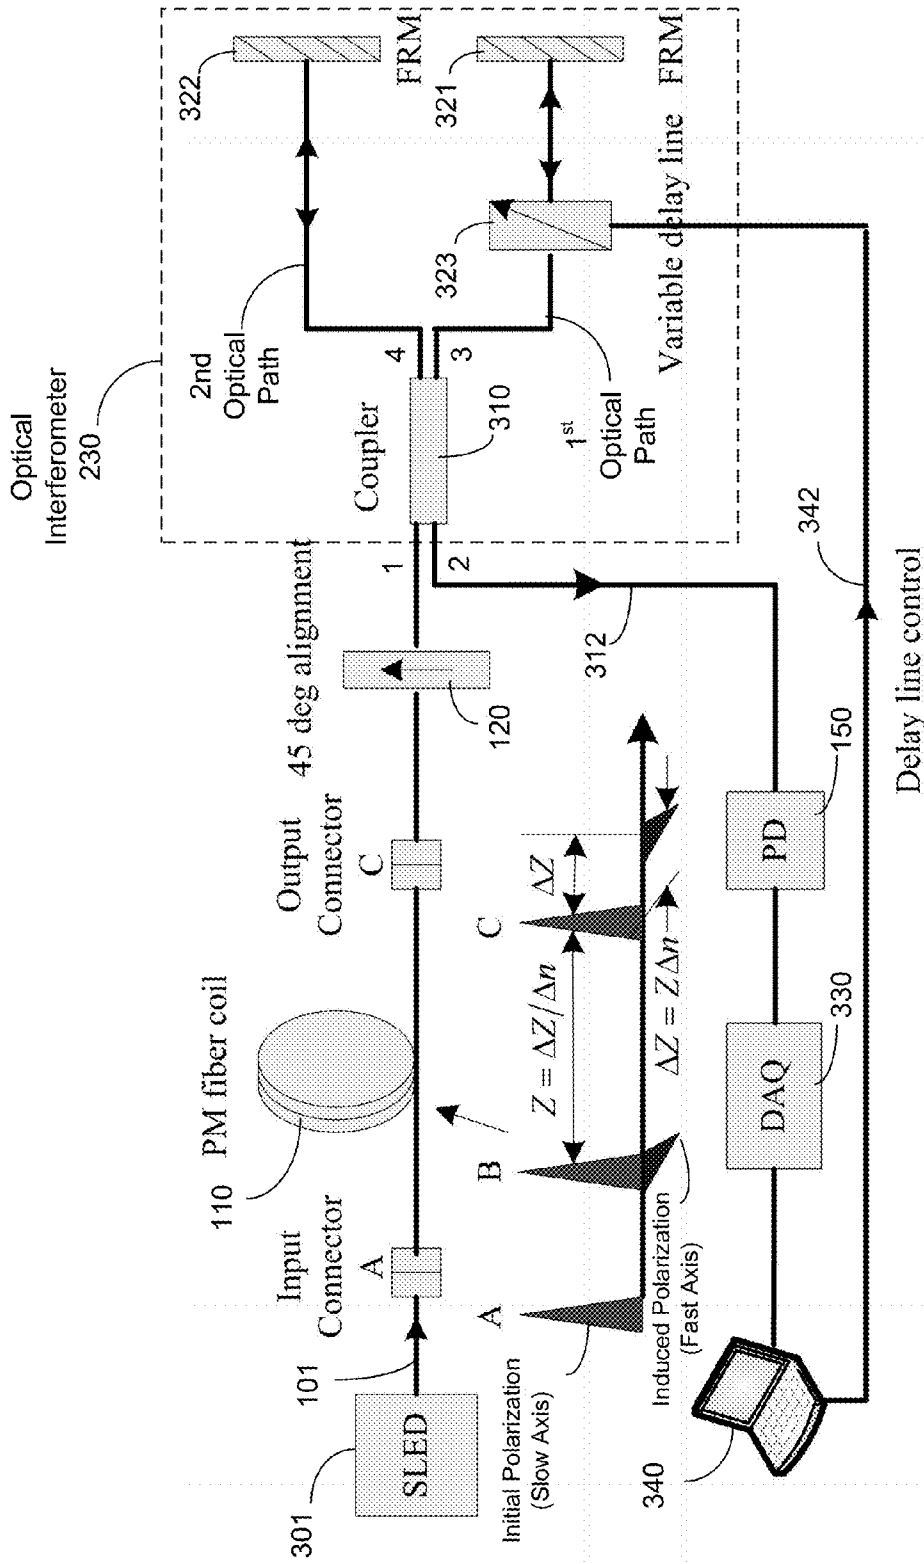 Optical
Interferometer
230
322
FRM
321
FRM
323
Variable delay line
2nd
Optical
Path
4
3
Coupler
310
1st
Optical
Path
1
2
45 deg alignment
120
312
342
Output
Connector
C
PM fiber coil
110
Input
Connector
A
101
301
SLED
A
B
C
Z = ΔZ/Δn
ΔZ
ΔZ = ZΔn
Initial Polarization
(Slow Axis)
Induced Polarization
(Fast Axis)
340
DAQ
330
PD
150
Delay line control